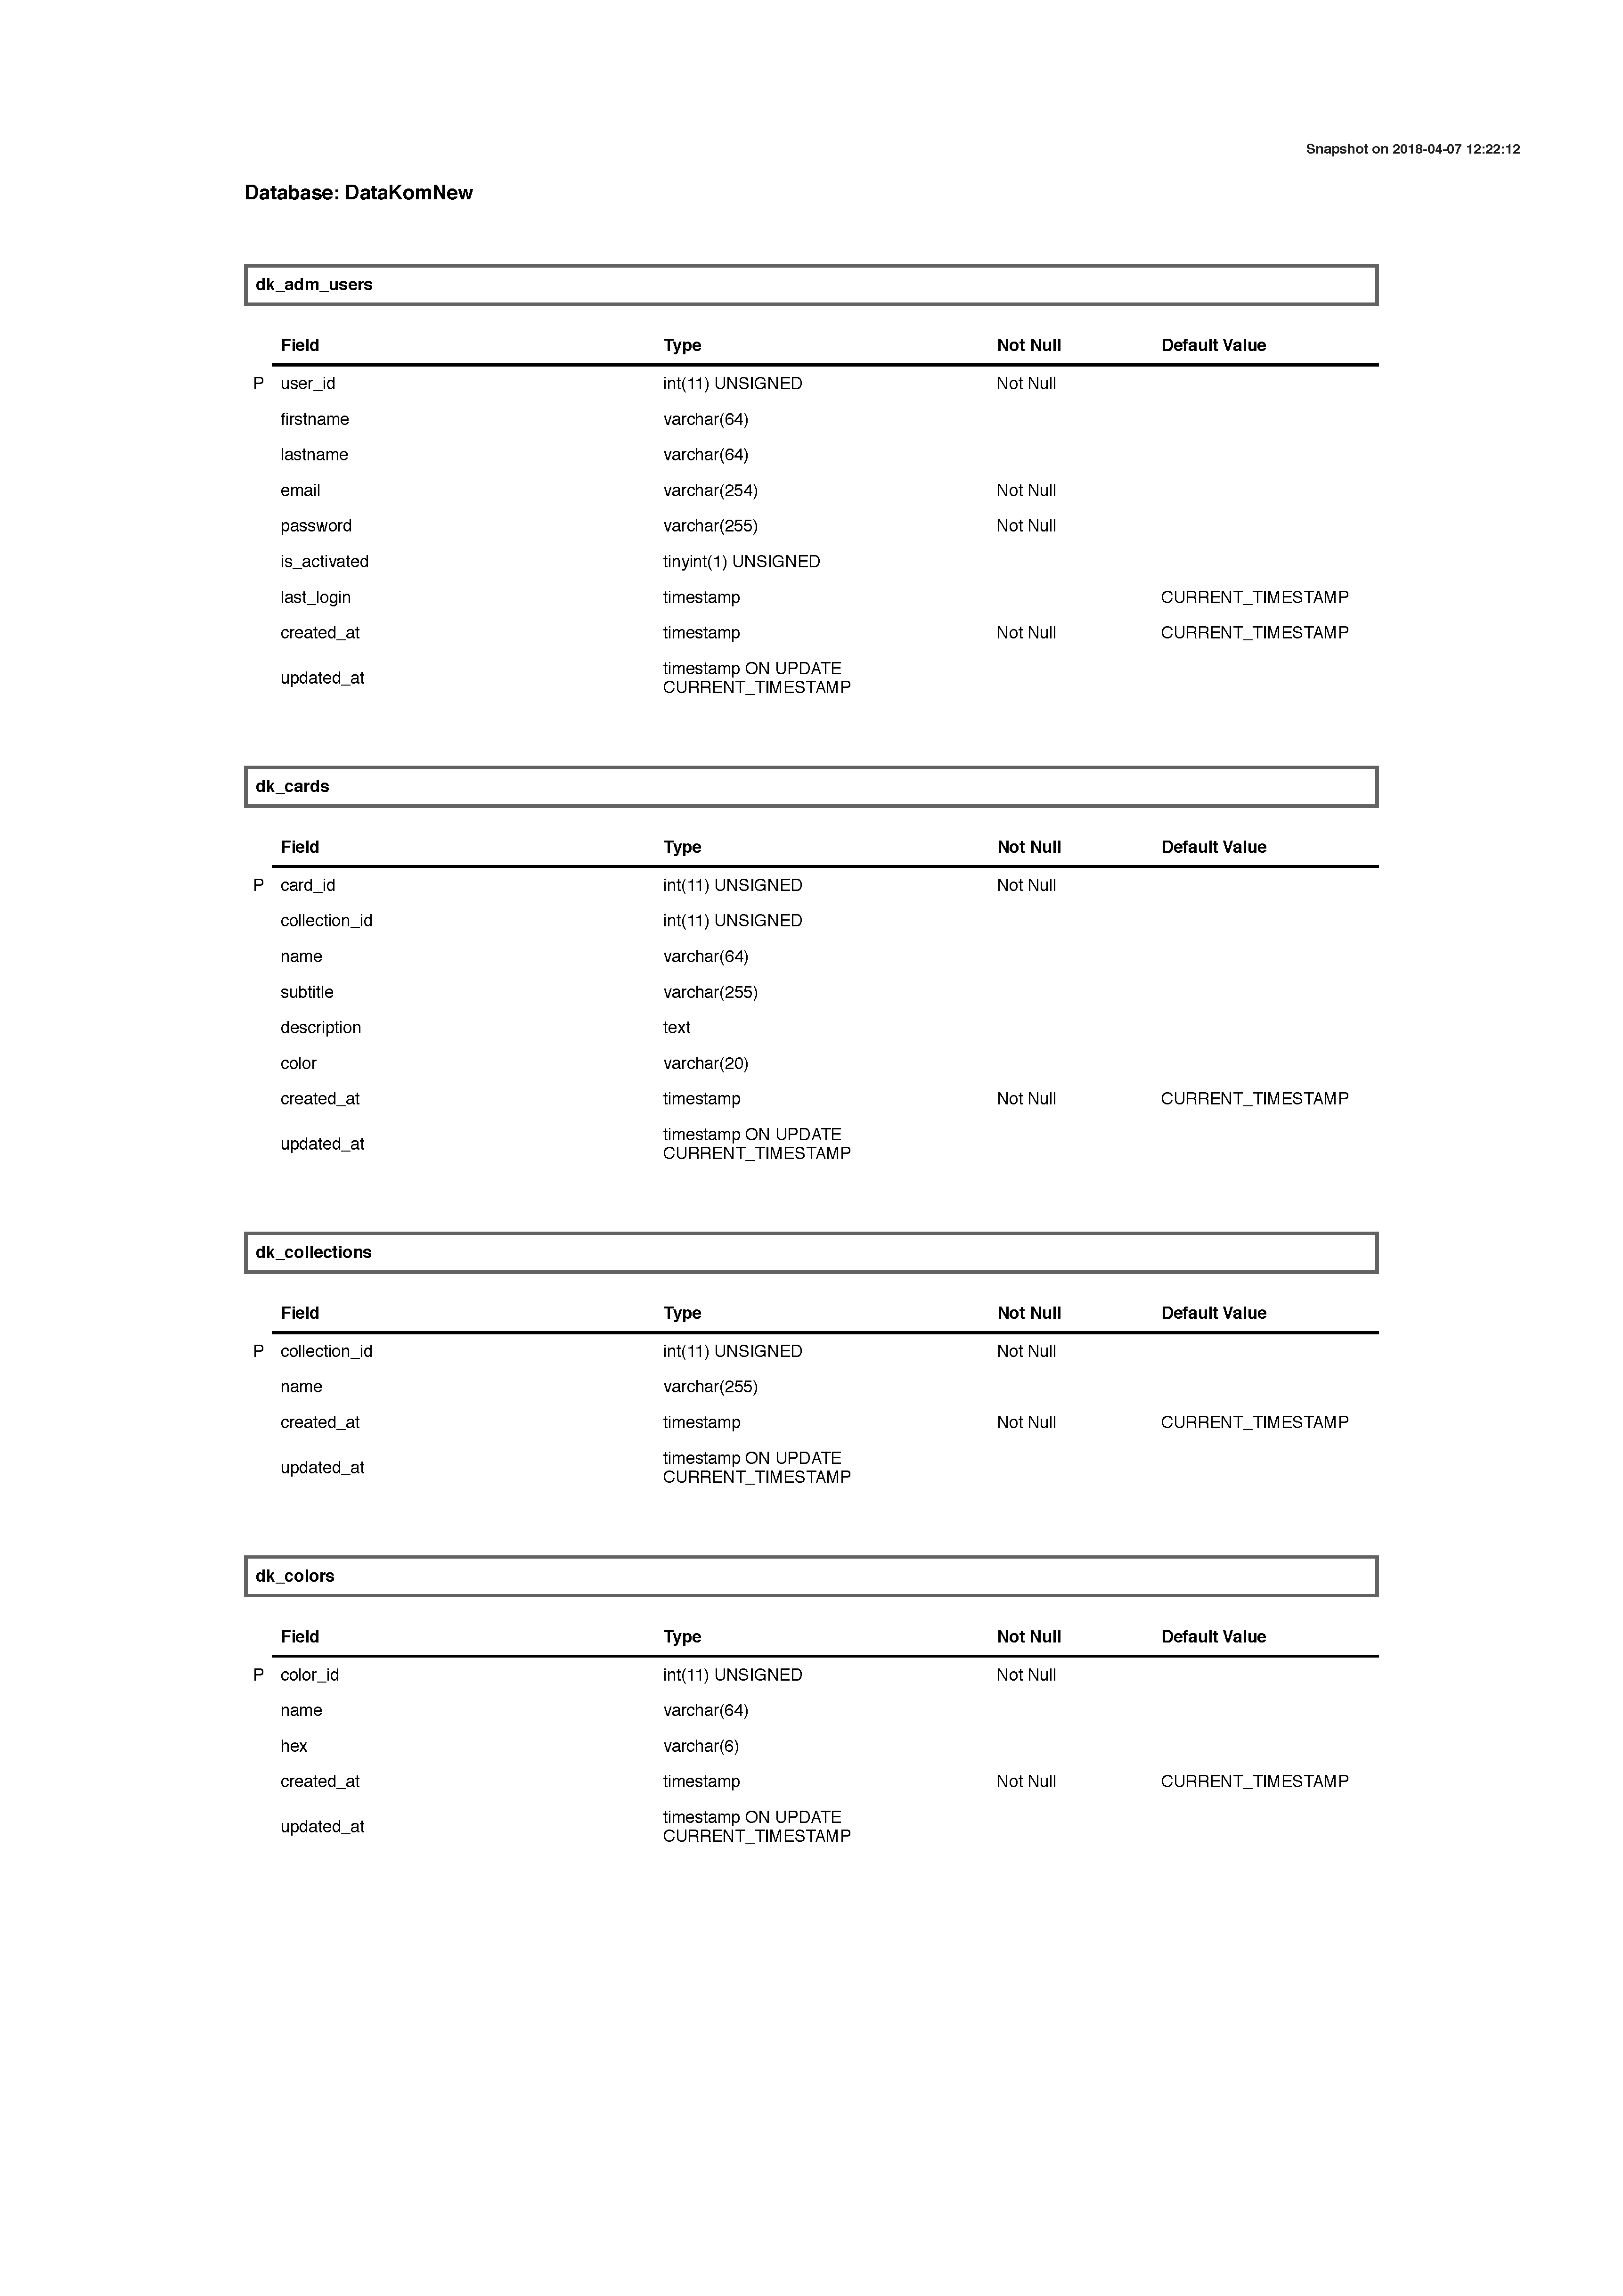 Snapshot on 2018-04-07 12:22:12
Database: DataKomNew
dk_adm_users
Field Type Not Null Default Value
P user_id int(11) UNSIGNED Not Null
firstname varchar(64)
lastname varchar(64)
email varchar(254) Not Null
password varchar(255) Not Null
is_activated tinyint(1) UNSIGNED
last_login timestamp CURRENT_TIMESTAMP
created_at timestamp Not Null CURRENT_TIMESTAMP
updated_at timestamp ON UPDATE
CURRENT_TIMESTAMP
dk_cards
Field Type Not Null Default Value
P card_id int(11) UNSIGNED Not Null
collection_id int(11) UNSIGNED
name varchar(64)
subtitle varchar(255)
description text
color varchar(20)
created_at timestamp Not Null CURRENT_TIMESTAMP
updated_at timestamp ON UPDATE
CURRENT_TIMESTAMP
dk_collections
Field Type Not Null Default Value
P collection_id int(11) UNSIGNED Not Null
name varchar(255)
created_at timestamp Not Null CURRENT_TIMESTAMP
updated_at timestamp ON UPDATE
CURRENT_TIMESTAMP
dk_colors
Field Type Not Null Default Value
P color_id int(11) UNSIGNED Not Null
name varchar(64)
hex varchar(6)
created_at timestamp Not Null CURRENT_TIMESTAMP
updated_at timestamp ON UPDATE
CURRENT_TIMESTAMP